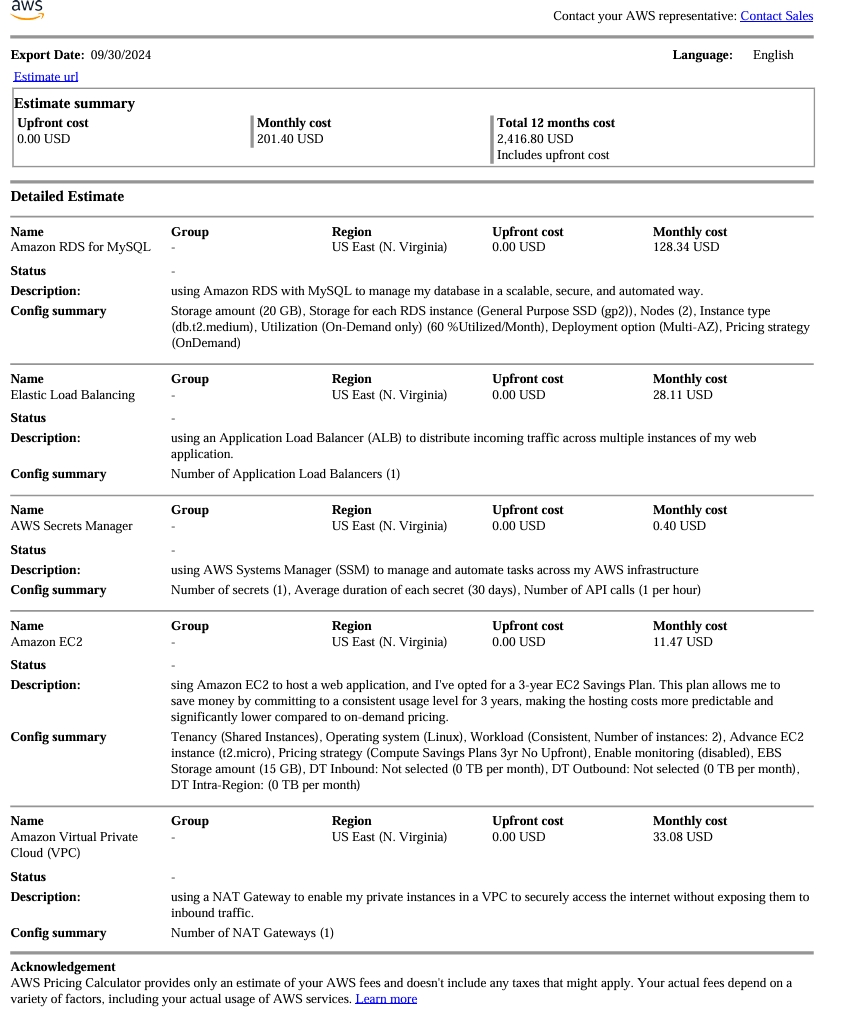 aws
Contact your AWS representative: Contact Sales
Export Date: 09/30/2024 Language: English
Estimate url
Estimate summary
Upfront cost Monthly cost Total 12 months cost
0.00 USD 201.40 USD 2,416.80 USD
Includes upfront cost
Detailed Estimate
Name Group Region Upfront cost Monthly cost
Amazon RDS for MySQL - US East (N. Virginia) 0.00 USD 128.34 USD
Status -
Description: using Amazon RDS with MySQL to manage my database in a scalable, secure, and automated way.
Config summary Storage amount (20 GB), Storage for each RDS instance (General Purpose SSD (gp2)), Nodes (2), Instance type
(db.t2.medium), Utilization (On-Demand only) (60 %Utilized/Month), Deployment option (Multi-AZ), Pricing strategy
(OnDemand)
Name Group Region Upfront cost Monthly cost
Elastic Load Balancing - US East (N. Virginia) 0.00 USD 28.11 USD
Status -
Description: using an Application Load Balancer (ALB) to distribute incoming traffic across multiple instances of my web
application.
Config summary Number of Application Load Balancers (1)
Name Group Region Upfront cost Monthly cost
AWS Secrets Manager - US East (N. Virginia) 0.00 USD 0.40 USD
Status -
Description: using AWS Systems Manager (SSM) to manage and automate tasks across my AWS infrastructure
Config summary Number of secrets (1), Average duration of each secret (30 days), Number of API calls (1 per hour)
Name Group Region Upfront cost Monthly cost
Amazon EC2 - US East (N. Virginia) 0.00 USD 11.47 USD
Status -
Description: sing Amazon EC2 to host a web application, and I've opted for a 3-year EC2 Savings Plan. This plan allows me to
save money by committing to a consistent usage level for 3 years, making the hosting costs more predictable and
significantly lower compared to on-demand pricing.
Config summary Tenancy (Shared Instances), Operating system (Linux), Workload (Consistent, Number of instances: 2), Advance EC2
instance (t2.micro), Pricing strategy (Compute Savings Plans 3yr No Upfront), Enable monitoring (disabled), EBS
Storage amount (15 GB), DT Inbound: Not selected (0 TB per month), DT Outbound: Not selected (0 TB per month),
DT Intra-Region: (0 TB per month)
Name Group Region Upfront cost Monthly cost
Amazon Virtual Private - US East (N. Virginia) 0.00 USD 33.08 USD
Cloud (VPC)
Status -
Description: using a NAT Gateway to enable my private instances in a VPC to securely access the internet without exposing them to
inbound traffic.
Config summary Number of NAT Gateways (1)
Acknowledgement
AWS Pricing Calculator provides only an estimate of your AWS fees and doesn't include any taxes that might apply. Your actual fees depend on a
variety of factors, including your actual usage of AWS services. Learn more